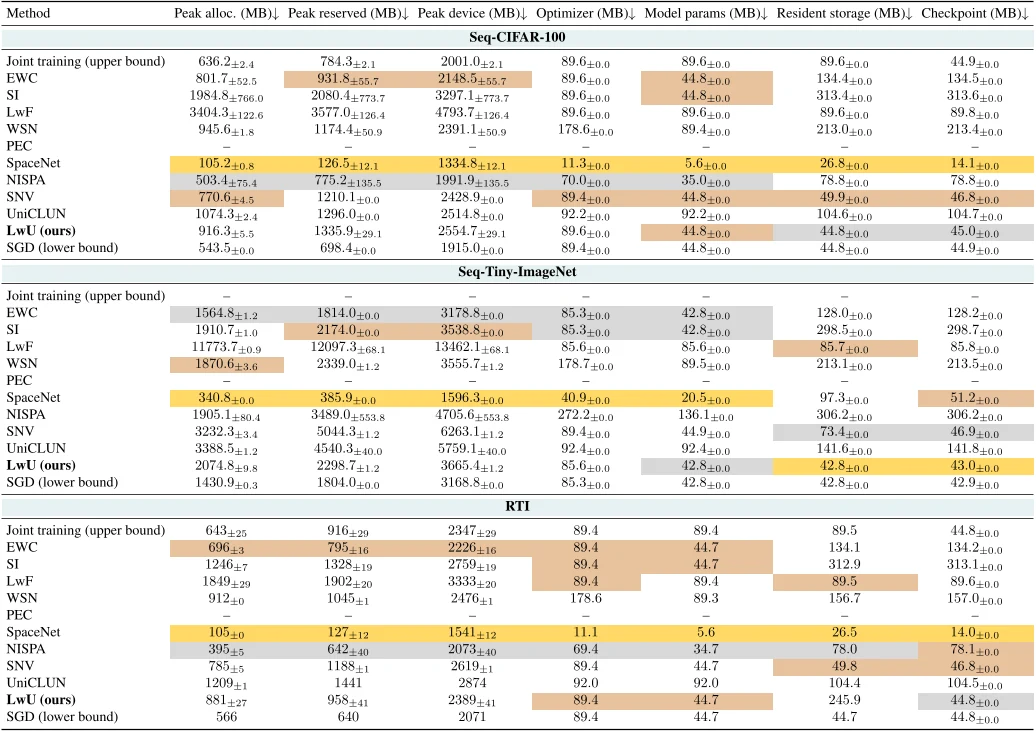 Method Peak alloc. (MB)↓ Peak reserved (MB)↓ Peak device (MB)↓ Optimizer (MB)↓ Model params (MB)↓ Resident storage (MB)↓ Checkpoint (MB)↓
Seq-CIFAR-100
Joint training (upper bound) 636.2±2.4 784.3±2.1 2001.0±2.1 89.6±0.0 89.6±0.0 89.6±0.0 44.9±0.0
EWC 801.7±52.5 931.8±55.7 2148.5±55.7 89.6±0.0 44.8±0.0 134.4±0.0 134.5±0.0
SI 1984.8±766.0 2080.4±773.7 3297.1±773.7 89.6±0.0 44.8±0.0 313.4±0.0 313.6±0.0
LwF 3404.3±122.6 3577.0±126.4 4793.7±126.4 89.6±0.0 89.6±0.0 89.6±0.0 89.8±0.0
WSN 945.6±1.8 1174.4±50.9 2391.1±50.9 178.6±0.0 89.4±0.0 213.0±0.0 213.4±0.0
PEC – – – – – – –
SpaceNet 105.2±0.8 126.5±12.1 1334.8±12.1 11.3±0.0 5.6±0.0 26.8±0.0 14.1±0.0
NISPA 503.4±75.4 775.2±135.5 1991.9±135.5 70.0±0.0 35.0±0.0 78.8±0.0 78.8±0.0
SNV 770.6±4.5 1210.1±0.0 2428.9±0.0 89.4±0.0 44.8±0.0 49.9±0.0 46.8±0.0
UniCLUN 1074.3±2.4 1296.0±0.0 2514.8±0.0 92.2±0.0 92.2±0.0 104.6±0.0 104.7±0.0
LwU (ours) 916.3±5.5 1335.9±29.1 2554.7±29.1 89.6±0.0 44.8±0.0 44.8±0.0 45.0±0.0
SGD (lower bound) 543.5±0.0 698.4±0.0 1915.0±0.0 89.4±0.0 44.8±0.0 44.8±0.0 44.9±0.0
Seq-Tiny-ImageNet
Joint training (upper bound) – – – – – – –
EWC 1564.8±1.2 1814.0±0.0 3178.8±0.0 85.3±0.0 42.8±0.0 128.0±0.0 128.2±0.0
SI 1910.7±1.0 2174.0±0.0 3538.8±0.0 85.3±0.0 42.8±0.0 298.5±0.0 298.7±0.0
LwF 11773.7±0.9 12097.3±68.1 13462.1±68.1 85.6±0.0 85.6±0.0 85.7±0.0 85.8±0.0
WSN 1870.6±3.6 2339.0±1.2 3555.7±1.2 178.7±0.0 89.5±0.0 213.1±0.0 213.5±0.0
PEC – – – – – – –
SpaceNet 340.8±0.0 385.9±0.0 1596.3±0.0 40.9±0.0 20.5±0.0 97.3±0.0 51.2±0.0
NISPA 1905.1±80.4 3489.0±553.8 4705.6±553.8 272.2±0.0 136.1±0.0 306.2±0.0 306.2±0.0
SNV 3232.3±3.4 5044.3±1.2 6263.1±1.2 89.4±0.0 44.9±0.0 73.4±0.0 46.9±0.0
UniCLUN 3388.5±1.2 4540.3±40.0 5759.1±40.0 92.4±0.0 92.4±0.0 141.6±0.0 141.8±0.0
LwU (ours) 2074.8±9.8 2298.7±1.2 3665.4±1.2 85.6±0.0 42.8±0.0 42.8±0.0 43.0±0.0
SGD (lower bound) 1430.9±0.3 1804.0±0.0 3168.8±0.0 85.3±0.0 42.8±0.0 42.8±0.0 42.9±0.0
RTI
Joint training (upper bound) 643±25 916±29 2347±29 89.4 89.4 89.5 44.8±0.0
EWC 696±3 795±16 2226±16 89.4 44.7 134.1 134.2±0.0
SI 1246±7 1328±19 2759±19 89.4 44.7 312.9 313.1±0.0
LwF 1849±29 1902±20 3333±20 89.4 89.4 89.5 89.6±0.0
WSN 912±0 1045±1 2476±1 178.6 89.3 156.7 157.0±0.0
PEC – – – – – – –
SpaceNet 105±0 127±12 1541±12 11.1 5.6 26.5 14.0±0.0
NISPA 395±5 642±40 2073±40 69.4 34.7 78.0 78.1±0.0
SNV 785±5 1188±1 2619±1 89.4 44.7 49.8 46.8±0.0
UniCLUN 1209±1 1441 2874 92.0 92.0 104.4 104.5±0.0
LwU (ours) 881±27 958±41 2389±41 89.4 44.7 245.9 44.8±0.0
SGD (lower bound) 566 640 2071 89.4 44.7 44.7 44.8±0.0